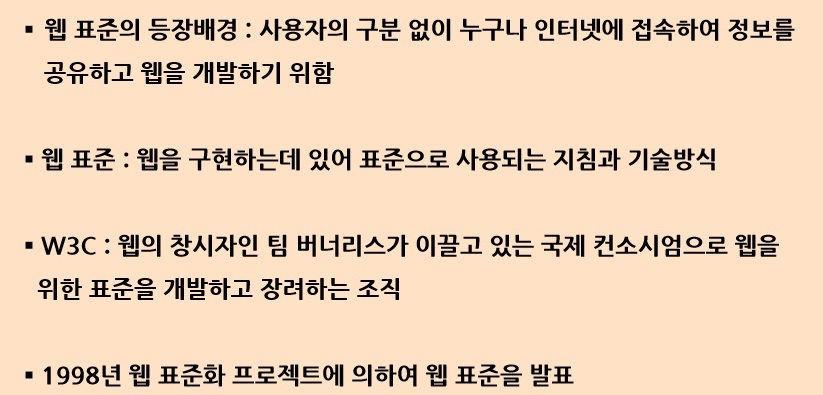 ▪ 웹 표준의 등장배경 : 사용자의 구분 없이 누구나 인터넷에 접속하여 정보를
공유하고 웹을 개발하기 위함
▪ 웹 표준 : 웹을 구현하는데 있어 표준으로 사용되는 지침과 기술방식
▪ W3C : 웹의 창시자인 팀 버너리스가 이끌고 있는 국제 컨소시엄으로 웹을
위한 표준을 개발하고 장려하는 조직
▪ 1998년 웹 표준화 프로젝트에 의하여 웹 표준을 발표